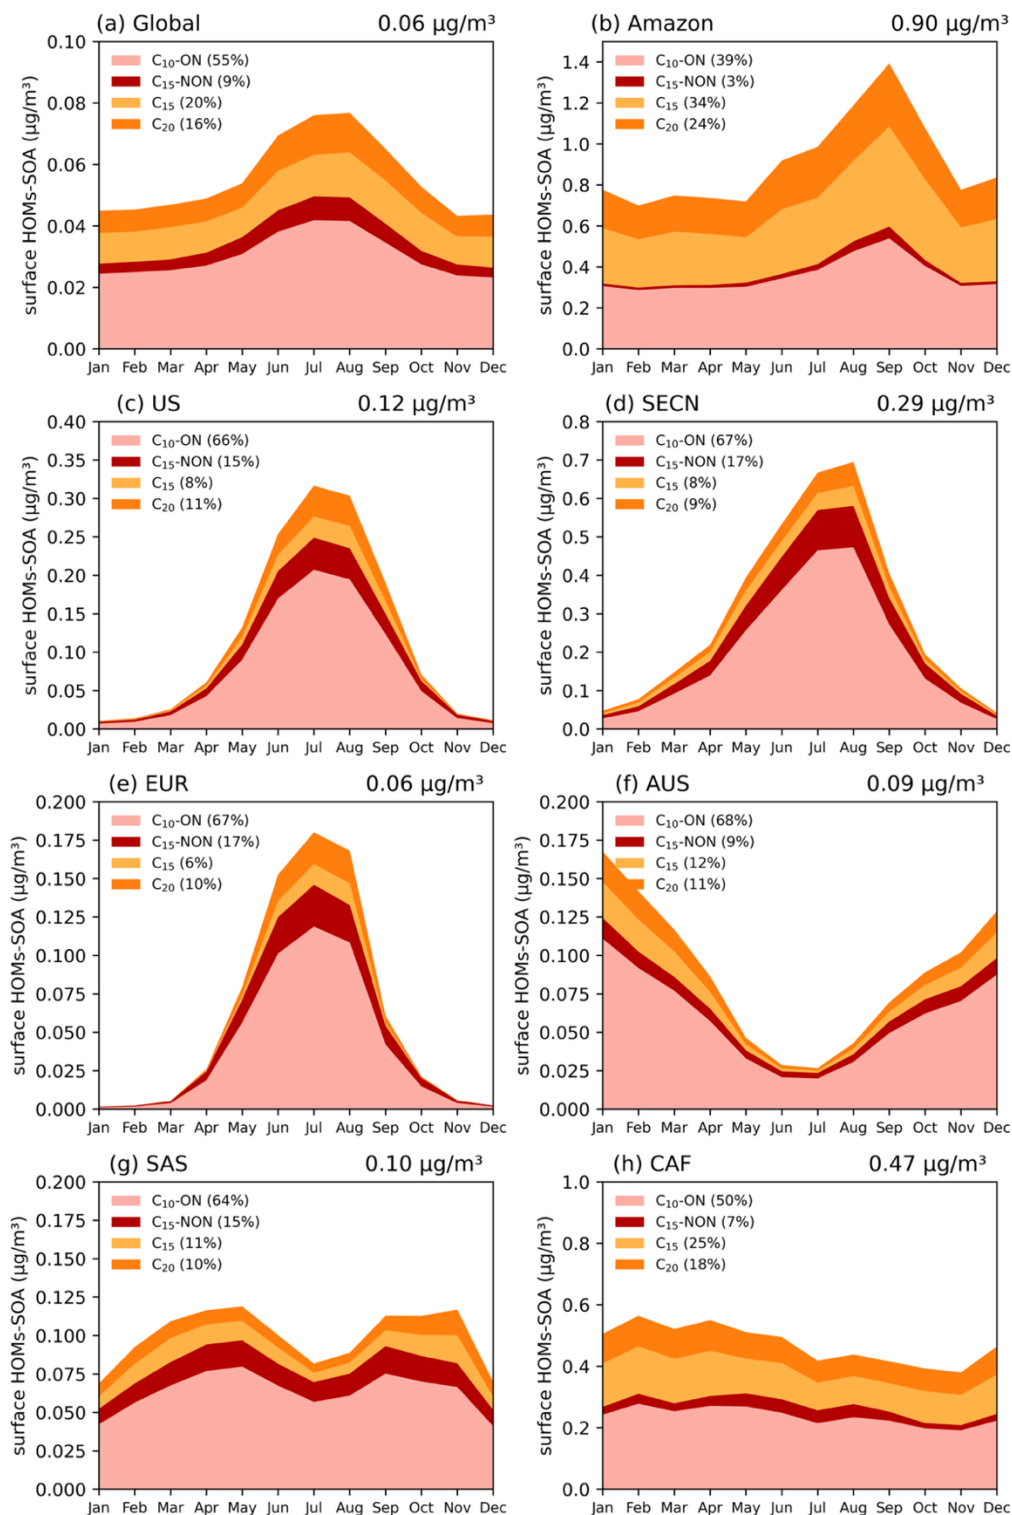 (a) Global 0.06 µg/m³
surface HOMs-SOA (µg/m³)
0.10
0.08
0.06
0.04
0.02
0.00
C₁₀-ON (55%)
C₁₅-NON (9%)
C₁₅ (20%)
C₂₀ (16%)
Jan Feb Mar Apr May Jun Jul Aug Sep Oct Nov Dec
(b) Amazon 0.90 µg/m³
surface HOMs-SOA (µg/m³)
1.4
1.2
1.0
0.8
0.6
0.4
0.2
0.0
C₁₀-ON (39%)
C₁₅-NON (3%)
C₁₅ (34%)
C₂₀ (24%)
Jan Feb Mar Apr May Jun Jul Aug Sep Oct Nov Dec
(c) US 0.12 µg/m³
surface HOMs-SOA (µg/m³)
0.40
0.35
0.30
0.25
0.20
0.15
0.10
0.05
0.00
C₁₀-ON (66%)
C₁₅-NON (15%)
C₁₅ (8%)
C₂₀ (11%)
Jan Feb Mar Apr May Jun Jul Aug Sep Oct Nov Dec
(d) SECN 0.29 µg/m³
surface HOMs-SOA (µg/m³)
0.8
0.7
0.6
0.5
0.4
0.3
0.2
0.1
0.0
C₁₀-ON (67%)
C₁₅-NON (17%)
C₁₅ (8%)
C₂₀ (9%)
Jan Feb Mar Apr May Jun Jul Aug Sep Oct Nov Dec
(e) EUR 0.06 µg/m³
surface HOMs-SOA (µg/m³)
0.200
0.175
0.150
0.125
0.100
0.075
0.050
0.025
0.000
C₁₀-ON (67%)
C₁₅-NON (17%)
C₁₅ (6%)
C₂₀ (10%)
Jan Feb Mar Apr May Jun Jul Aug Sep Oct Nov Dec
(f) AUS 0.09 µg/m³
surface HOMs-SOA (µg/m³)
0.200
0.175
0.150
0.125
0.100
0.075
0.050
0.025
0.000
C₁₀-ON (68%)
C₁₅-NON (9%)
C₁₅ (12%)
C₂₀ (11%)
Jan Feb Mar Apr May Jun Jul Aug Sep Oct Nov Dec
(g) SAS 0.10 µg/m³
surface HOMs-SOA (µg/m³)
0.200
0.175
0.150
0.125
0.100
0.075
0.050
0.025
0.000
C₁₀-ON (64%)
C₁₅-NON (15%)
C₁₅ (11%)
C₂₀ (10%)
Jan Feb Mar Apr May Jun Jul Aug Sep Oct Nov Dec
(h) CAF 0.47 µg/m³
surface HOMs-SOA (µg/m³)
1.0
0.8
0.6
0.4
0.2
0.0
C₁₀-ON (50%)
C₁₅-NON (7%)
C₁₅ (25%)
C₂₀ (18%)
Jan Feb Mar Apr May Jun Jul Aug Sep Oct Nov Dec